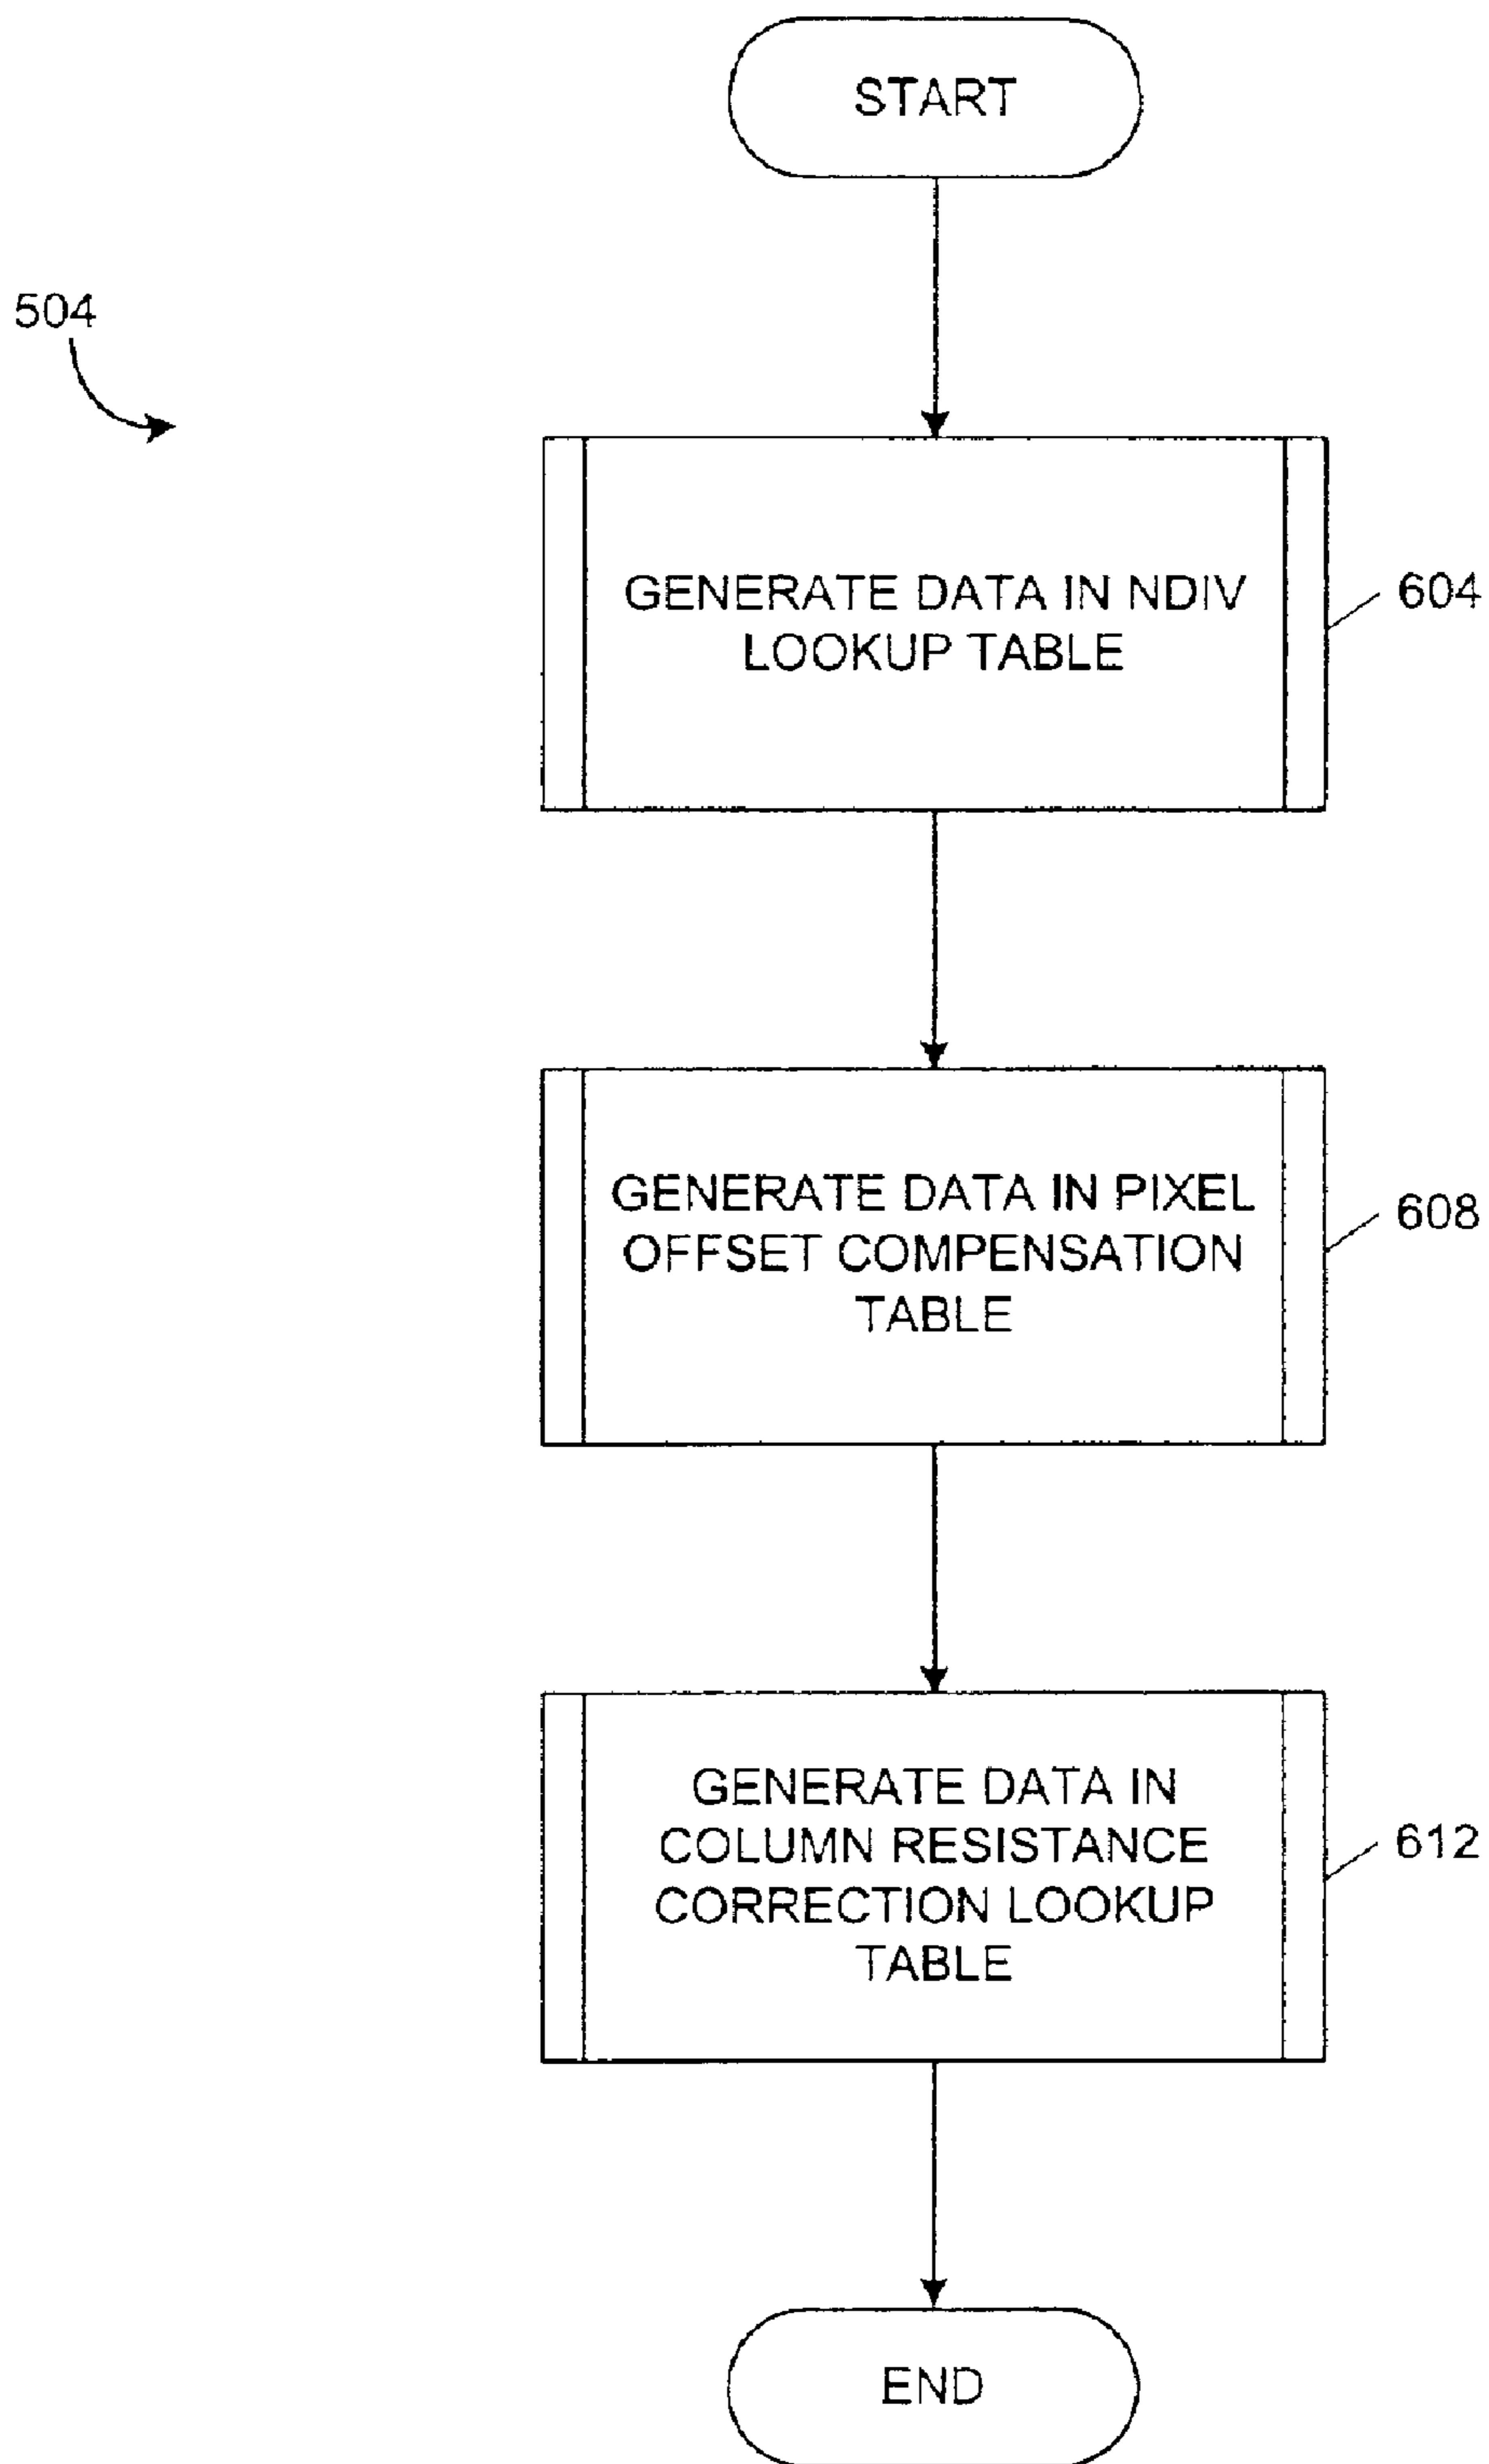 START
504
GENERATE DATA IN NDIV
LOOKUP TABLE
604
GENERATE DATA IN PIXEL
OFFSET COMPENSATION
TABLE
608
GENERATE DATA IN
COLUMN RESISTANCE
CORRECTION LOOKUP
TABLE
612
END